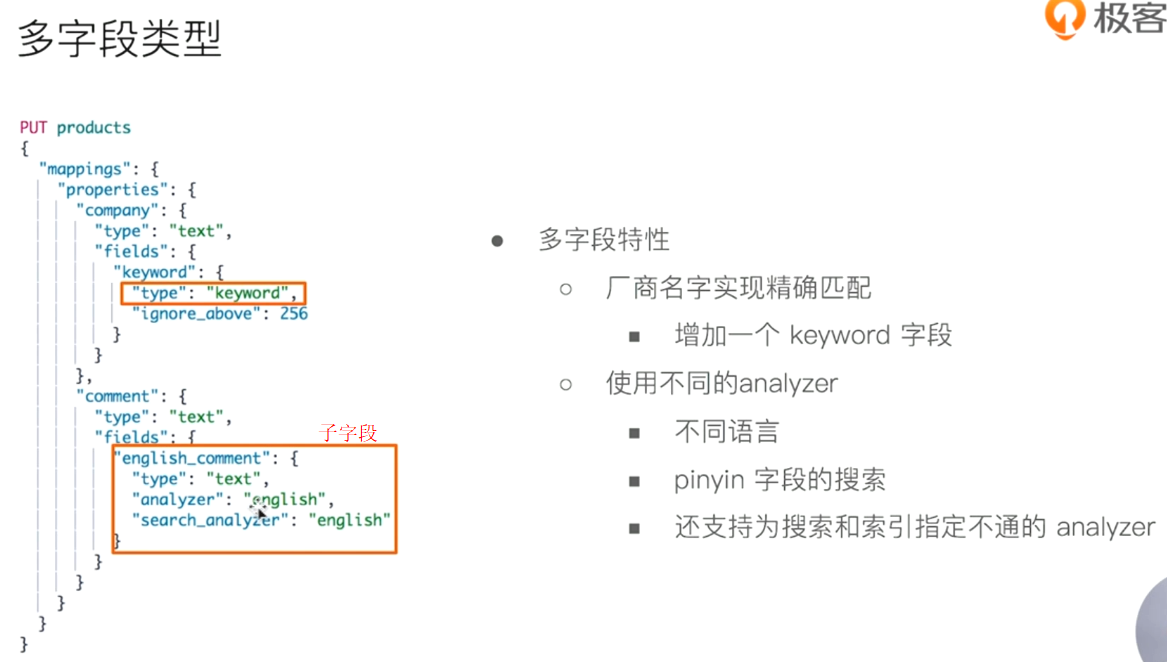 多字段类型
极客
PUT products
{
"mappings": {
"properties": {
"company": {
"type": "text",
"fields": {
"keyword": {
"type": "keyword",
"ignore_above": 256
}
}
},
"comment": {
"type": "text",
"fields": {
子字段
"english_comment": {
"type": "text",
"analyzer": "english",
"search_analyzer": "english"
}
}
}
}
}
}
多字段特性
厂商名字实现精确匹配
增加一个 keyword 字段
使用不同的analyzer
不同语言
pinyin 字段的搜索
还支持为搜索和索引指定不通的 analyzer